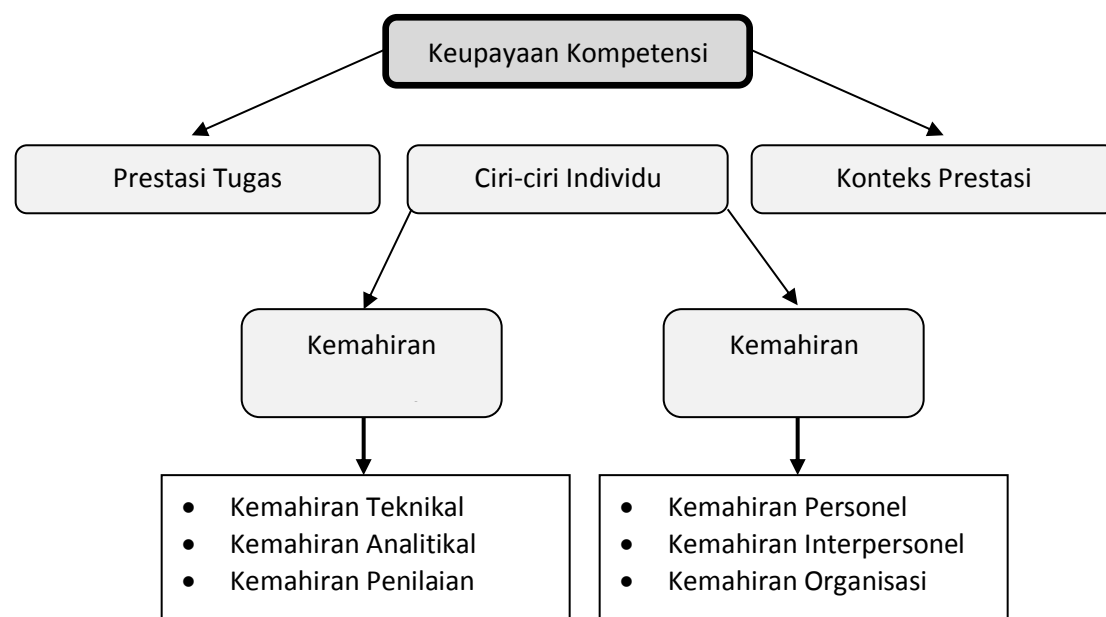 Keupayaan Kompetensi
Prestasi Tugas
Ciri-ciri Individu
Konteks Prestasi
Kemahiran
Kemahiran
• Kemahiran Teknikal
• Kemahiran Analitikal
• Kemahiran Penilaian
• Kemahiran Personel
• Kemahiran Interpersonel
• Kemahiran Organisasi